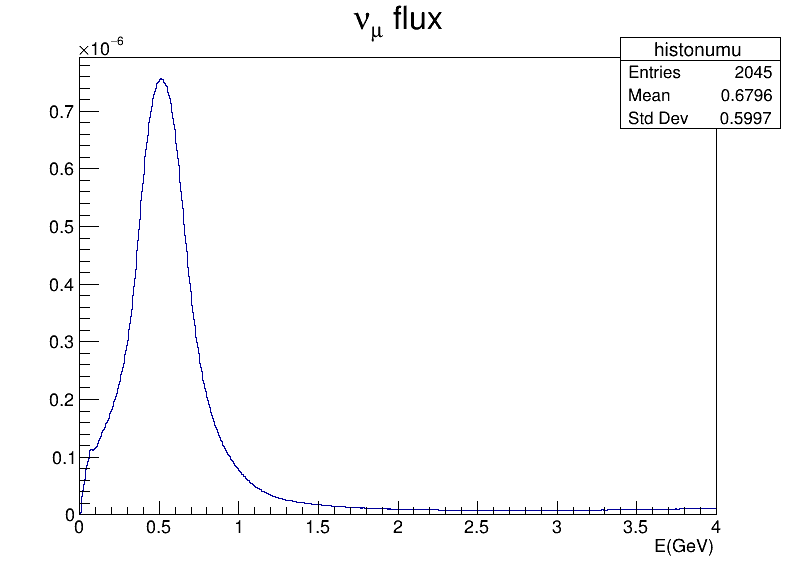 νμ flux
×10−6
histonumu
Entries 2045
Mean 0.6796
Std Dev 0.5997
0.7
0.6
0.5
0.4
0.3
0.2
0.1
0
0 0.5 1 1.5 2 2.5 3 3.5 4
E(GeV)